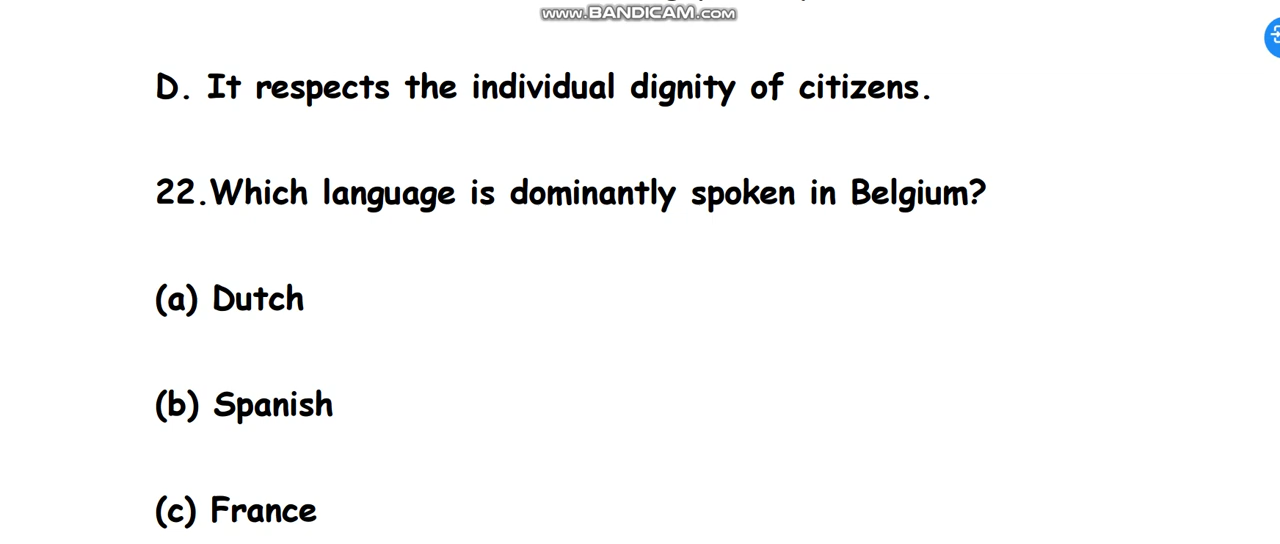 www.BANDICAM.com
D. It respects the individual dignity of citizens.
22.Which language is dominantly spoken in Belgium?
(a) Dutch
(b) Spanish
(c) France